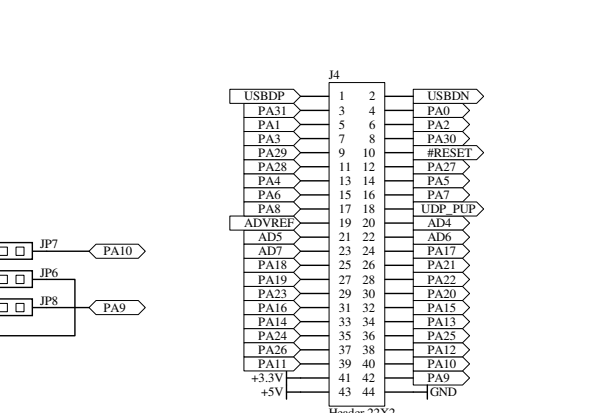 J4
USBDP 1 2 USBDN
PA31 3 4 PA0
PA1 5 6 PA2
PA3 7 8 PA30
PA29 9 10 #RESET
PA28 11 12 PA27
PA4 13 14 PA5
PA6 15 16 PA7
PA8 17 18 UDP_PUP
ADVREF 19 20 AD4
AD5 21 22 AD6
AD7 23 24 PA17
PA18 25 26 PA21
PA19 27 28 PA22
PA23 29 30 PA20
PA16 31 32 PA15
PA14 33 34 PA13
PA24 35 36 PA25
PA26 37 38 PA12
PA11 39 40 PA10
+3.3V 41 42 PA9
+5V 43 44 GND
Header 22X2
JP7 PA10
JP6
JP8 PA9